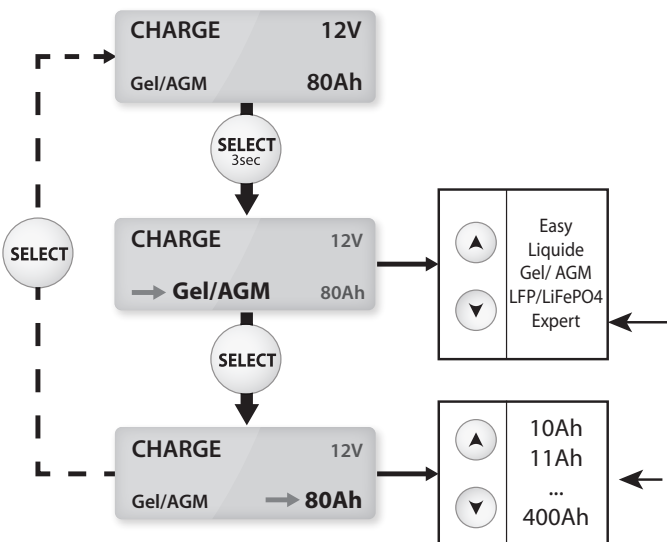 CHARGE 12V
Gel/AGM 80Ah
SELECT
3sec
CHARGE 12V
Gel/AGM 80Ah
SELECT
Easy
Liquide
Gel/ AGM
LFP/LiFePO4
Expert
SELECT
CHARGE 12V
Gel/AGM 80Ah
10Ah
11Ah
...
400Ah